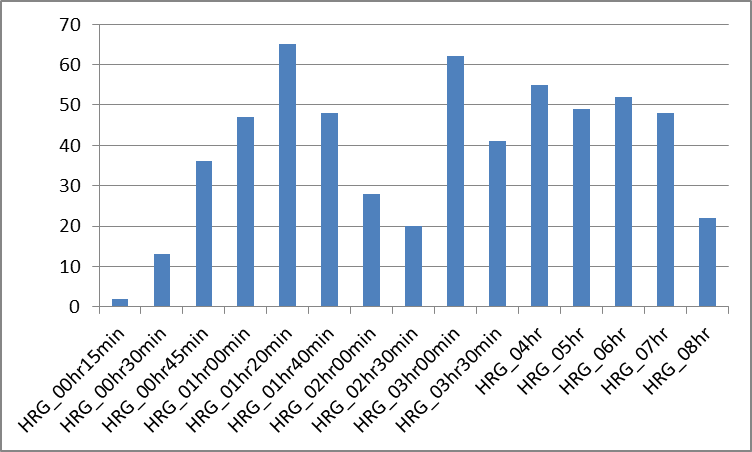 70
60
50
40
30
20
10
0
HRG_00hr15min
HRG_00hr30min
HRG_00hr45min
HRG_01hr00min
HRG_01hr20min
HRG_01hr40min
HRG_02hr00min
HRG_02hr30min
HRG_03hr00min
HRG_03hr30min
HRG_04hr
HRG_05hr
HRG_06hr
HRG_07hr
HRG_08hr